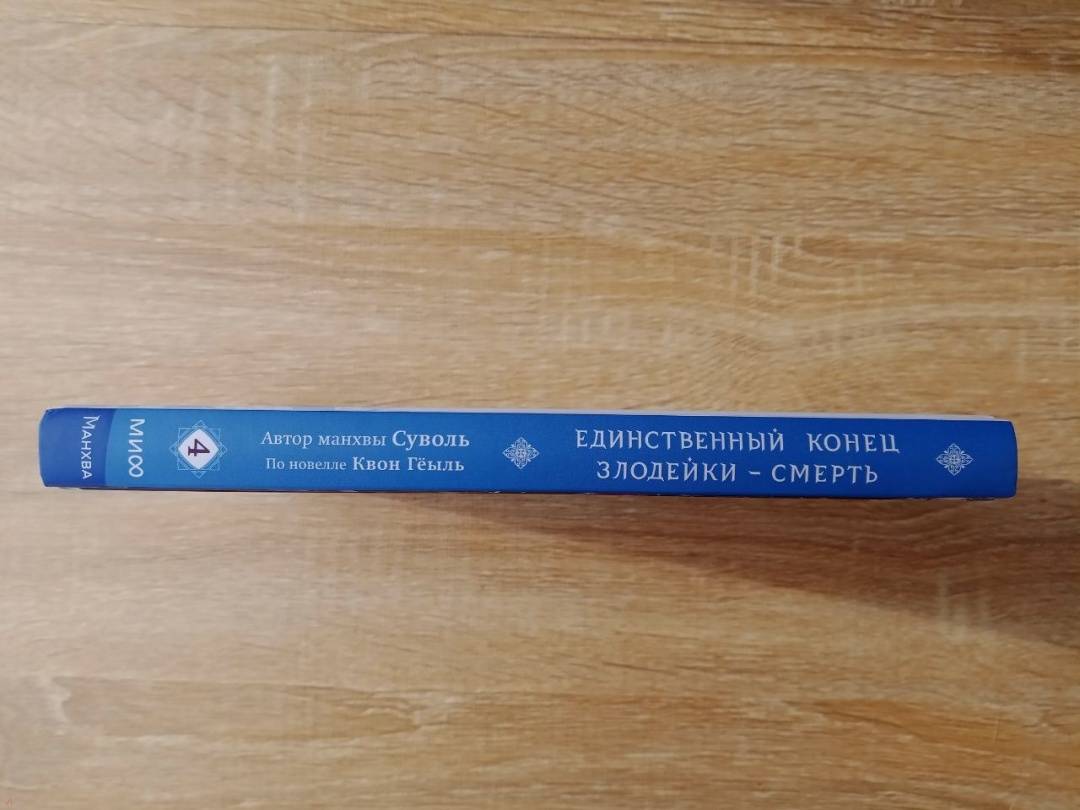 МАНХВА
МИФ
4
Автор манхвы Суволь
По новелле Квон Гёыль
ЕДИНСТВЕННЫЙ КОНЕЦ
ЗЛОДЕЙКИ – СМЕРТЬ